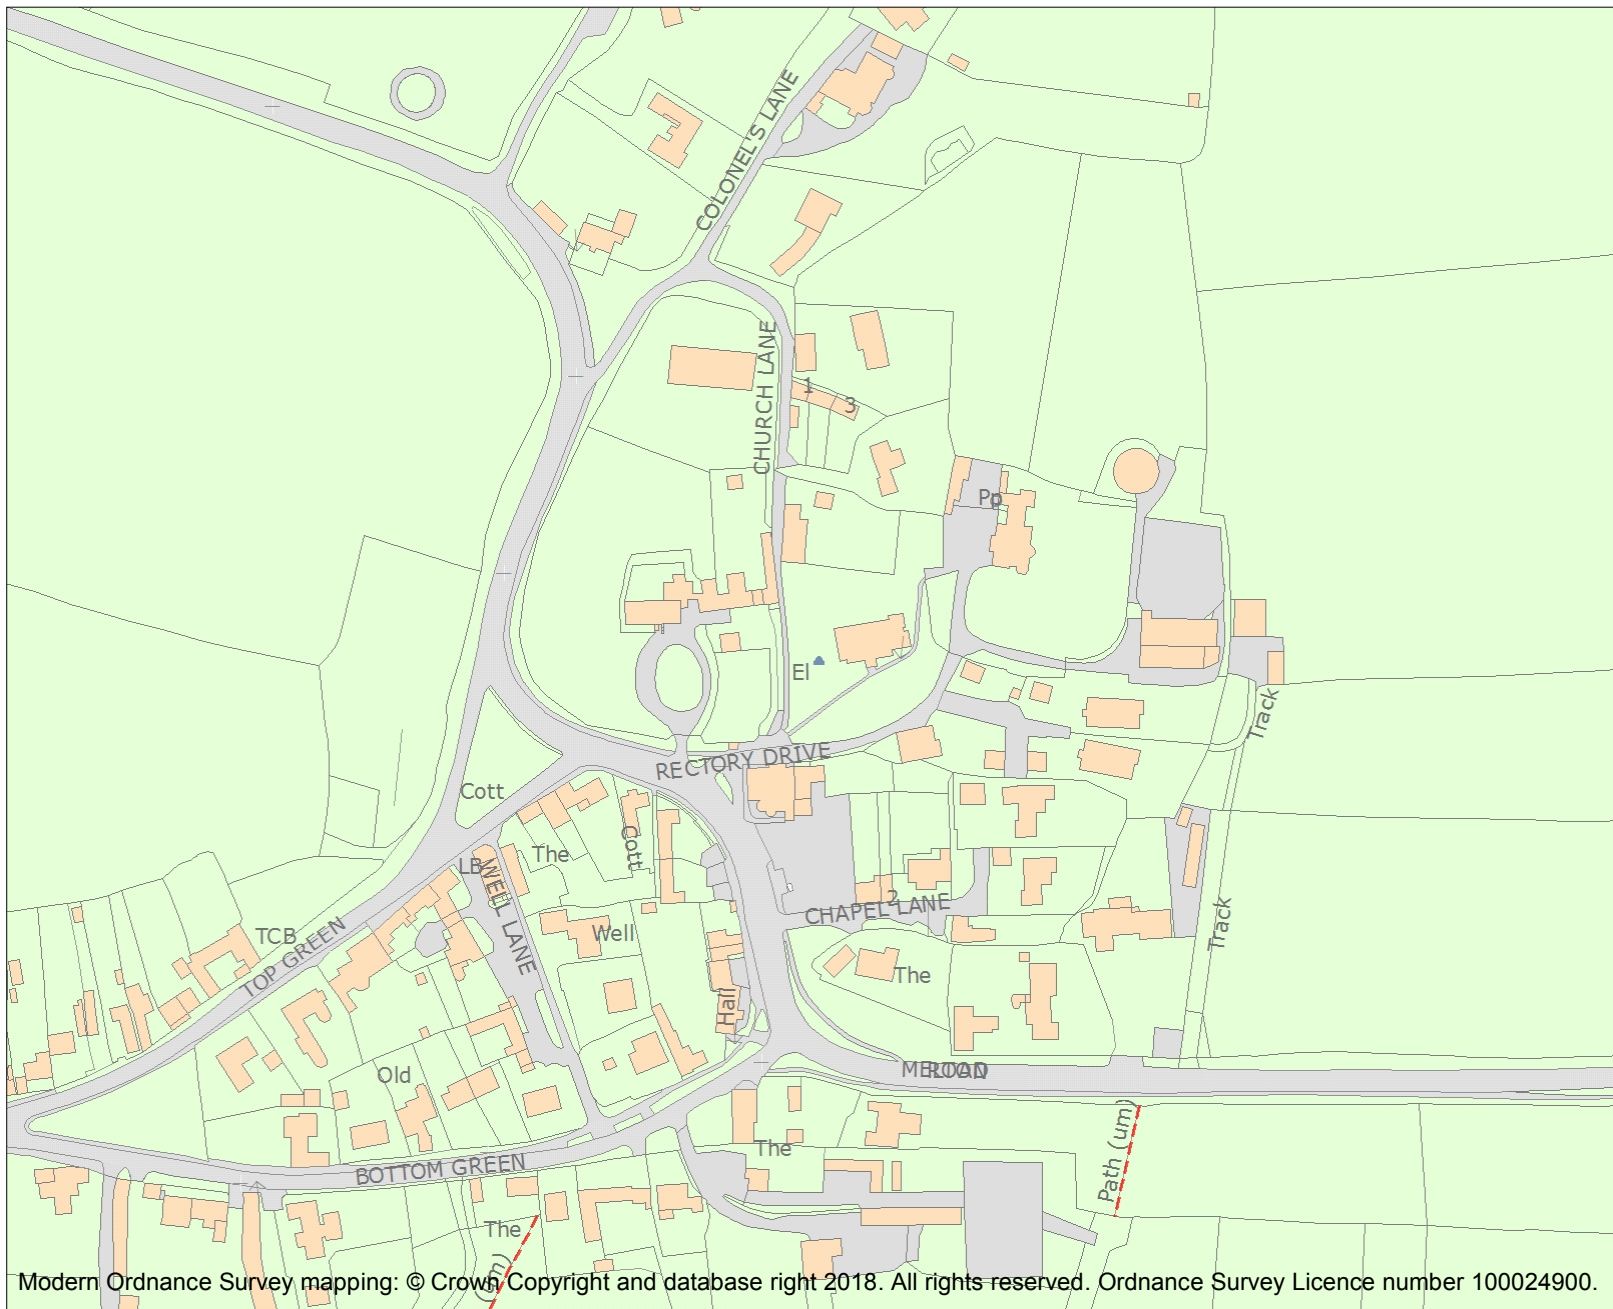 COLONEL'S LANE
CHURCH LANE
1
3
Pp
El
Track
RECTORY DRIVE
Cott
Cott
The
LB
WELL LANE
2
CHAPEL LANE
Track
TCB
TOP GREEN
Well
The
Hall
ROAD
Old
Path (um)
The
BOTTOM GREEN
The
(um)
Modern Ordnance Survey mapping: © Crown Copyright and database right 2018. All rights reserved. Ordnance Survey Licence number 100024900.